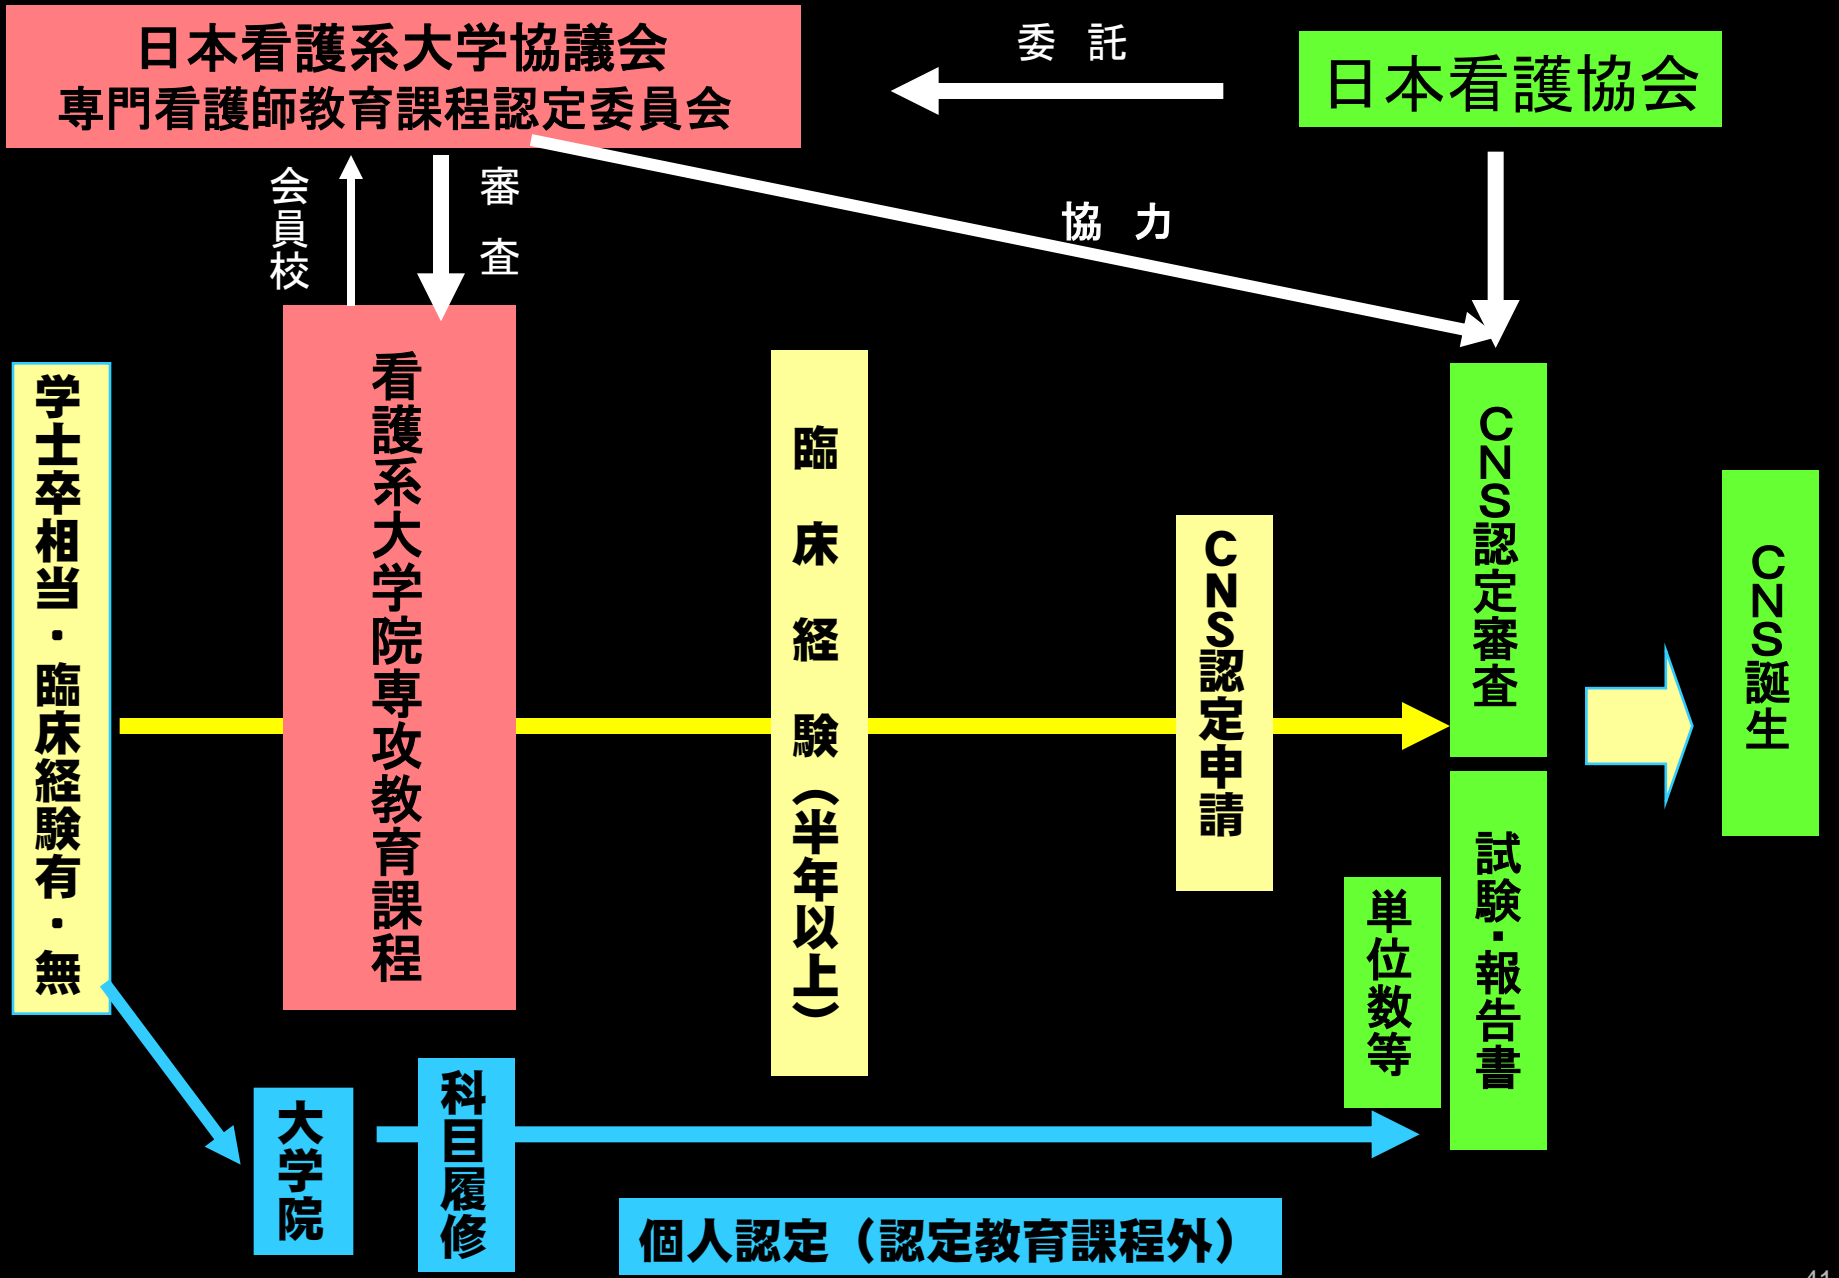 日本看護系大学協議会
専門看護師教育課程認定委員会
委 託
日本看護協会
会員校
審査
協 力
学士卒相当・臨床経験有・無
看護系大学院専攻教育課程
臨床経験（半年以上）
CNS認定申請
ＣＮＳ認定審査
ＣＮＳ誕生
単位数等
試験・報告書
大学院
科目履修
個人認定（認定教育課程外）